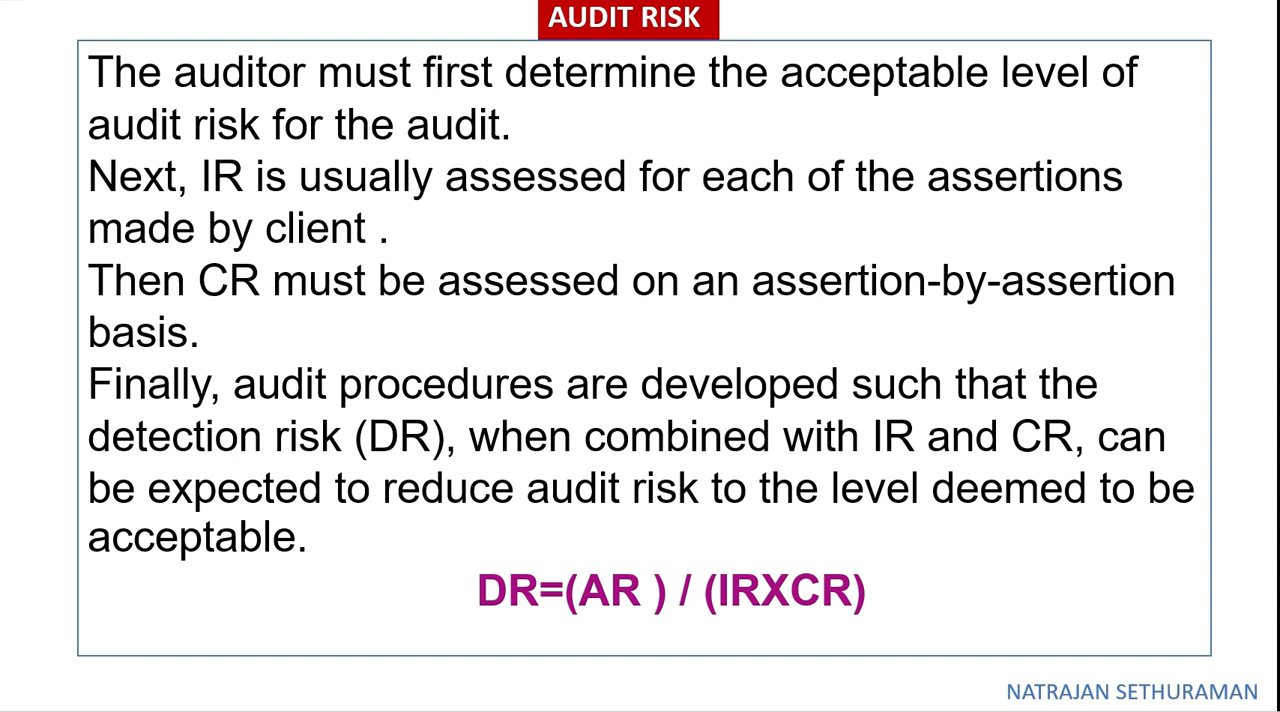 AUDIT RISK
The auditor must first determine the acceptable level of
audit risk for the audit.
Next, IR is usually assessed for each of the assertions
made by client .
Then CR must be assessed on an assertion-by-assertion
basis.
Finally, audit procedures are developed such that the
detection risk (DR), when combined with IR and CR, can
be expected to reduce audit risk to the level deemed to be
acceptable.
DR=(AR ) / (IRXCR)
NATRAJAN SETHURAMAN